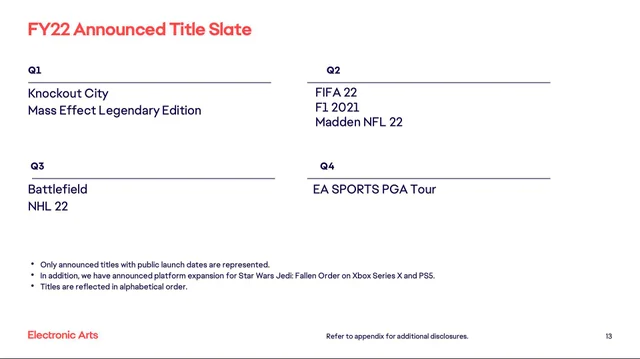 FY22 Announced Title Slate
Q1
Knockout City
Mass Effect Legendary Edition
Q2
FIFA 22
F1 2021
Madden NFL 22
Q3
Battlefield
NHL 22
Q4
EA SPORTS PGA Tour
• Only announced titles with public launch dates are represented.
• In addition, we have announced platform expansion for Star Wars Jedi: Fallen Order on Xbox Series X and PS5.
• Titles are reflected in alphabetical order.
Electronic Arts
Refer to appendix for additional disclosures.
13